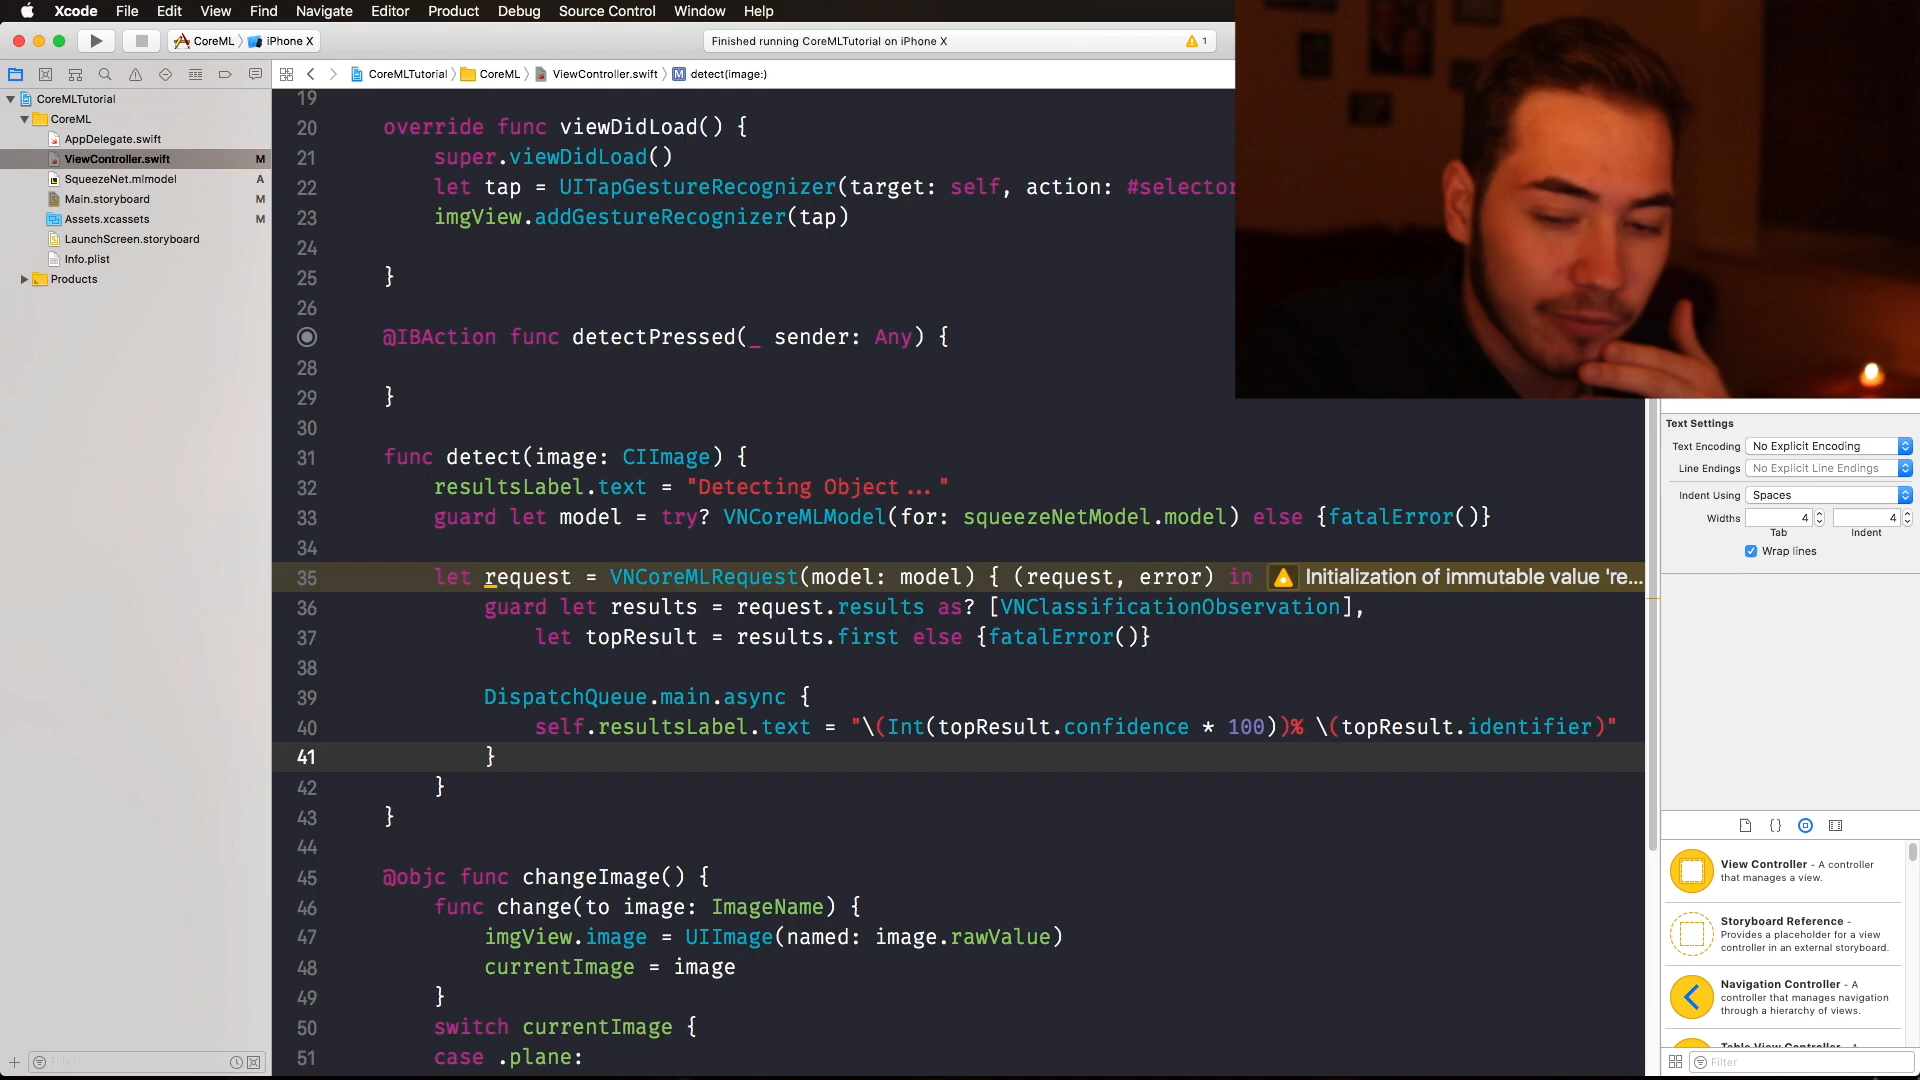 Xcode File Edit View Find Navigate Editor Product Debug Source Control Window Help
CoreML iPhone X
Finished running CoreMLTutorial on iPhone X
1
CoreMLTutorial CoreML ViewController.swift M detect(image:)
CoreMLTutorial
CoreML
AppDelegate.swift
ViewController.swift M
SqueezeNet.mlmodel A
Main.storyboard M
Assets.xcassets M
LaunchScreen.storyboard
Info.plist
Products
Filter
19
20 override func viewDidLoad() {
21 super.viewDidLoad()
22 let tap = UITapGestureRecognizer(target: self, action: #selector
23 imgView.addGestureRecognizer(tap)
24
25 }
26
@IBAction func detectPressed(_ sender: Any) {
28
29 }
30
31 func detect(image: CIImage) {
32 resultsLabel.text = "Detecting Object..."
33 guard let model = try? VNCoreMLModel(for: squeezeNetModel.model) else {fatalError()}
34
35 let request = VNCoreMLRequest(model: model) { (request, error) in Initialization of immutable value 're...
36 guard let results = request.results as? [VNClassificationObservation],
37 let topResult = results.first else {fatalError()}
38
39 DispatchQueue.main.async {
40 self.resultsLabel.text = "\(Int(topResult.confidence * 100))% \(topResult.identifier)"
41 }
42 }
43 }
44
45 @objc func changeImage() {
46 func change(to image: ImageName) {
47 imgView.image = UIImage(named: image.rawValue)
48 currentImage = image
49 }
50 switch currentImage {
51 case .plane:
Text Settings
Text Encoding No Explicit Encoding
Line Endings No Explicit Line Endings
Indent Using Spaces
Widths 4 4
Tab Indent
Wrap lines
{}
View Controller - A controller
that manages a view.
Storyboard Reference -
Provides a placeholder for a view
controller in an external storyboard.
Navigation Controller - A
controller that manages navigation
through a hierarchy of views.
Table View Controller - A
Filter